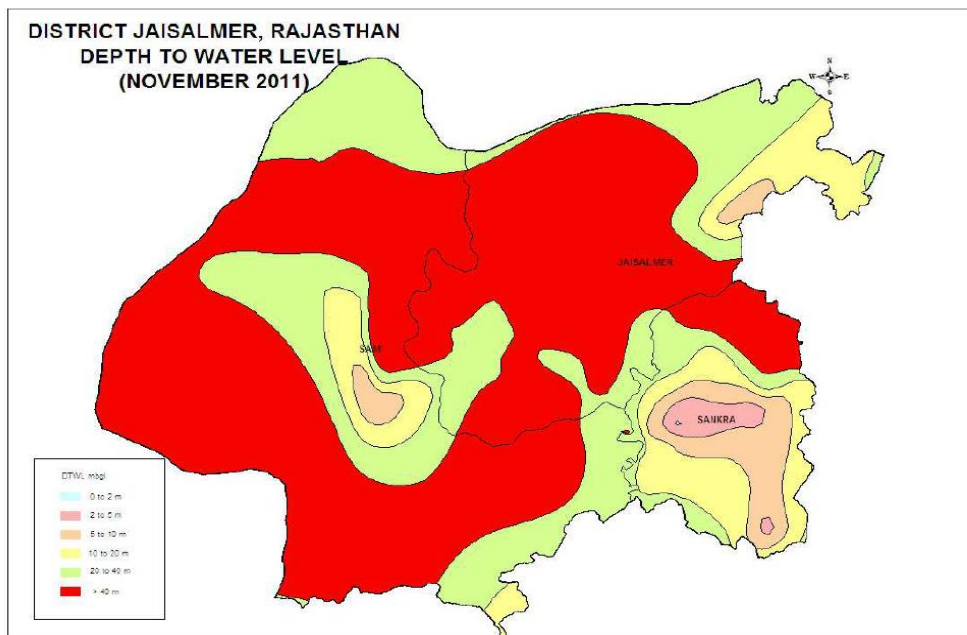 DISTRICT JAISALMER, RAJASTHAN
DEPTH TO WATER LEVEL
(NOVEMBER 2011)
N
W E
S
JAISALMER
SAM
SANKRA
DTWL mbgl
0 to 2 m
2 to 5 m
5 to 10 m
10 to 20 m
20 to 40 m
> 40 m